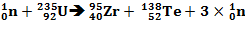 ¹₀n + ²³⁵₉₂U➔ ⁹⁵₄₀Zr + ¹³⁸₅₂Te + 3 × ¹₀n